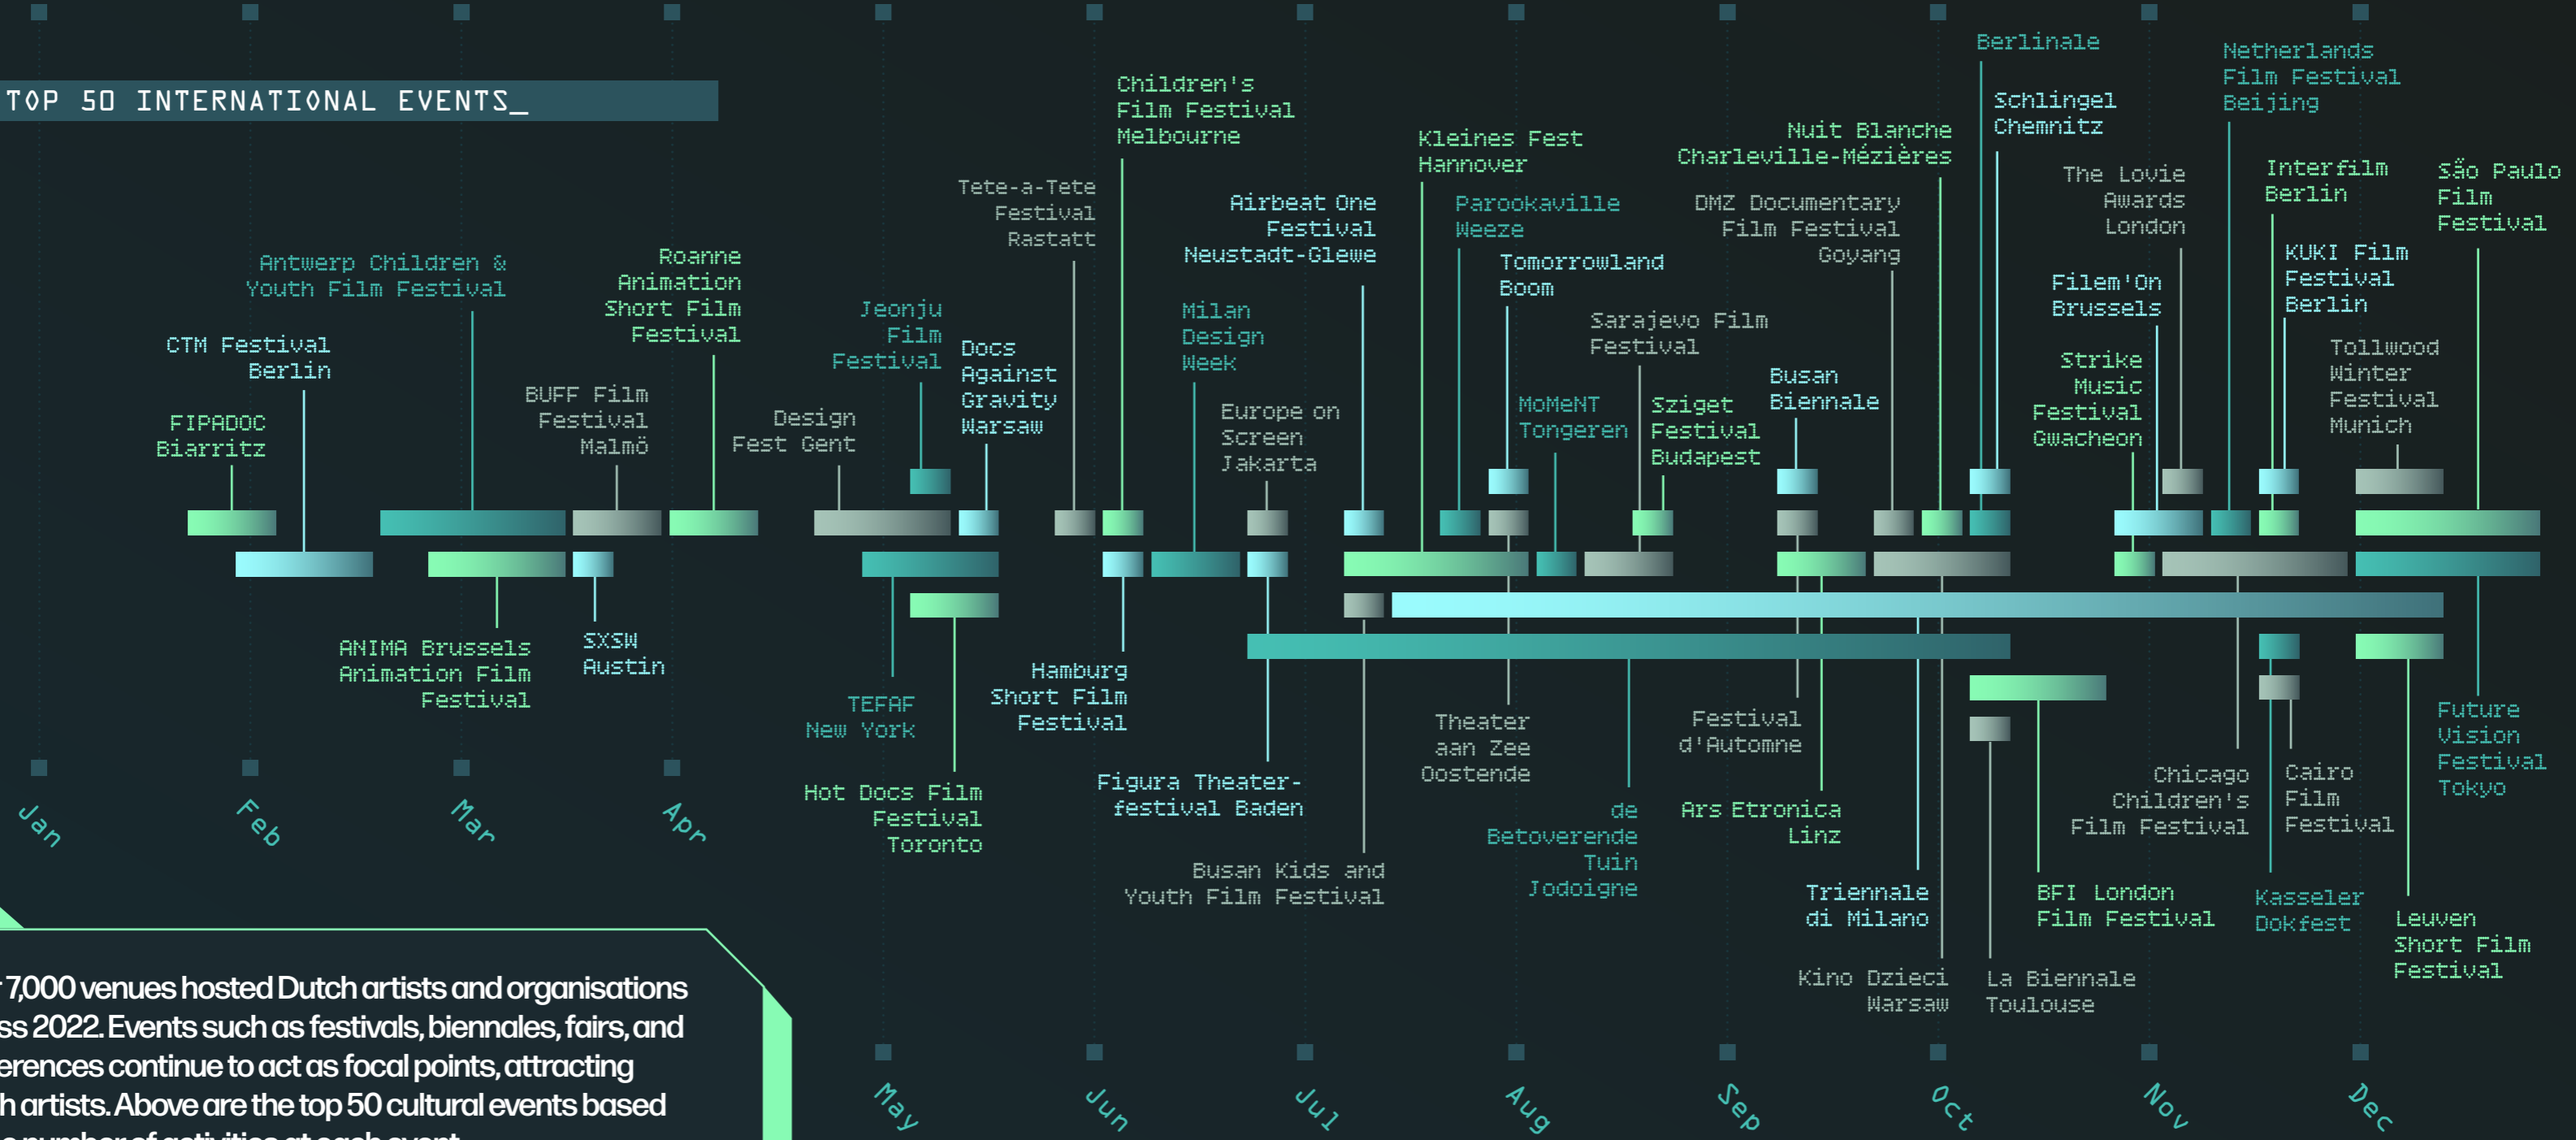 TOP 50 INTERNATIONAL EVENTS_
FIPADOC
Biarritz
CTM Festival
Berlin
Antwerp Children &
Youth Film Festival
ANIMA Brussels
Animation Film
Festival
BUFF Film
Festival
Malmö
SXSW
Austin
Roanne
Animation
Short Film
Festival
Design
Fest Gent
Jeonju
Film
Festival
TEFAF
New York
Hot Docs Film
Festival
Toronto
Docs
Against
Gravity
Warsaw
Tete-a-Tete
Festival
Rastatt
Children's
Film Festival
Melbourne
Hamburg
Short Film
Festival
Milan
Design
Week
Europe on
Screen
Jakarta
Figura Theater-
festival Baden
Airbeat One
Festival
Neustadt-Glewe
Busan Kids and
Youth Film Festival
Kleines Fest
Hannover
Parookaville
Weeze
Tomorrowland
Boom
Theater
aan Zee
Oostende
MoMeNT
Tongeren
Sarajevo Film
Festival
Sziget
Festival
Budapest
de
Betoverende
Tuin
Jodoigne
Busan
Biennale
Festival
d'Automne
Ars Etronica
Linz
DMZ Documentary
Film Festival
Goyang
Nuit Blanche
Charleville-Mézières
Triennale
di Milano
Kino Dzieci
Warsaw
Berlinale
Schlingel
Chemnitz
La Biennale
Toulouse
BFI London
Film Festival
Strike
Music
Festival
Gwacheon
Filem'On
Brussels
The Lovie
Awards
London
Netherlands
Film Festival
Beijing
Chicago
Children's
Film Festival
Interfilm
Berlin
KUKI Film
Festival
Berlin
Kasseler
Dokfest
Cairo
Film
Festival
Tollwood
Winter
Festival
Munich
São Paulo
Film
Festival
Future
Vision
Festival
Tokyo
Leuven
Short Film
Festival
Jan
Feb
Mar
Apr
May
Jun
Jul
Aug
Sep
Oct
Nov
Dec
7,000 venues hosted Dutch artists and organisations
ss 2022. Events such as festivals, biennales, fairs, and
erences continue to act as focal points, attracting
h artists. Above are the top 50 cultural events based
number of activities at each event